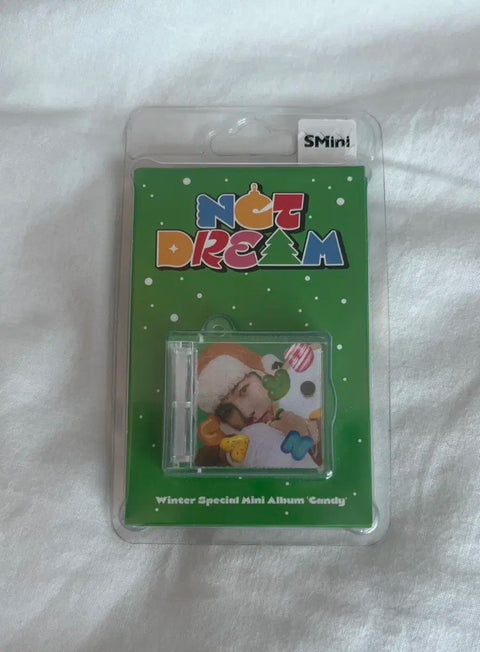 SMini
NCT
DREAM
Winter Special Mini Album 'Candy'